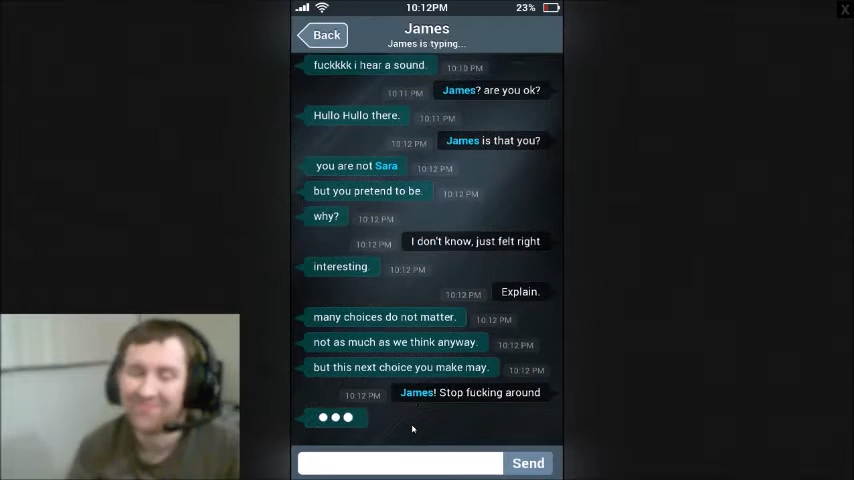 10:12PM
23%
X
Back
James
James is typing...
fuckkkk i hear a sound.
10:10 PM
10:11 PM
James? are you ok?
Hullo Hullo there.
10:11 PM
10:12 PM
James is that you?
you are not Sara
10:12 PM
but you pretend to be.
10:12 PM
why?
10:12 PM
10:12 PM
I don't know, just felt right
interesting.
10:12 PM
10:12 PM
Explain.
many choices do not matter.
10:12 PM
not as much as we think anyway.
10:12 PM
but this next choice you make may.
10:12 PM
10:12 PM
James! Stop fucking around
Send